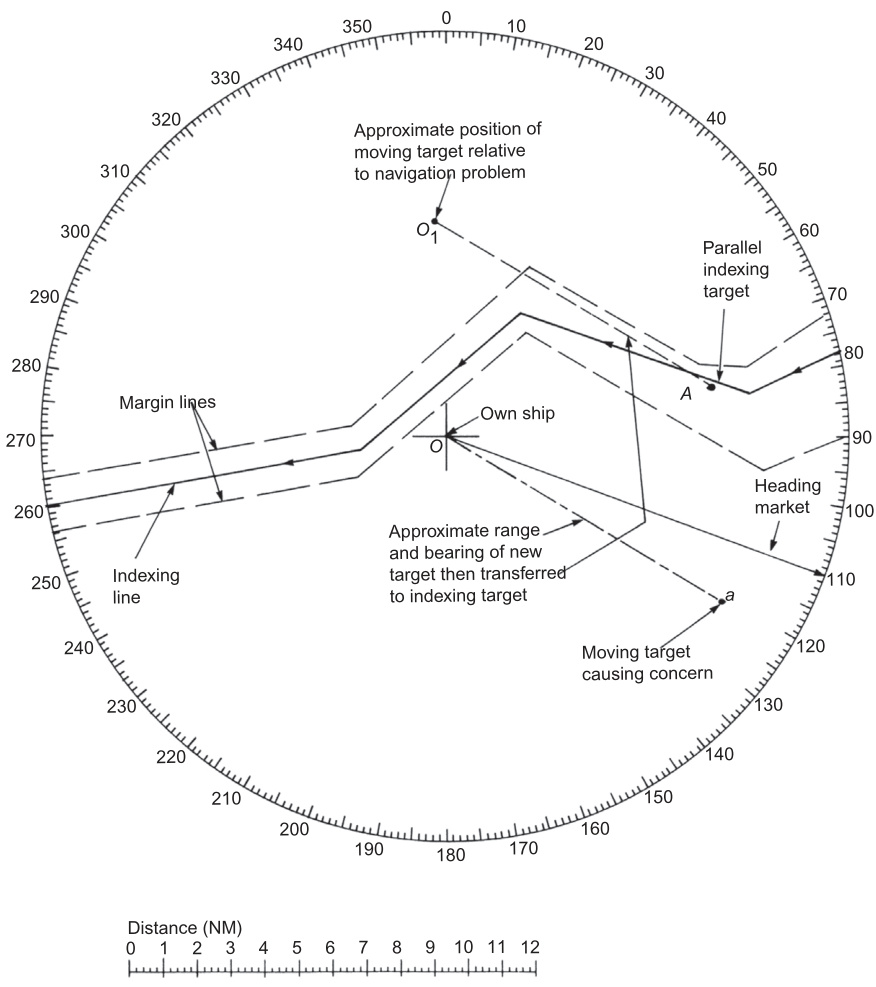 0
10
20
30
40
50
60
70
80
90
100
110
120
130
140
150
160
170
180
190
200
210
220
230
240
250
260
270
280
290
300
310
320
330
340
350
Approximate position of
moving target relative
to navigation problem
O1
Parallel
indexing
target
A
Margin lines
Own ship
O
Heading
market
Approximate range
and bearing of new
target then transferred
to indexing target
Indexing
line
a
Moving target
causing concern
Distance (NM)
0 1 2 3 4 5 6 7 8 9 10 11 12